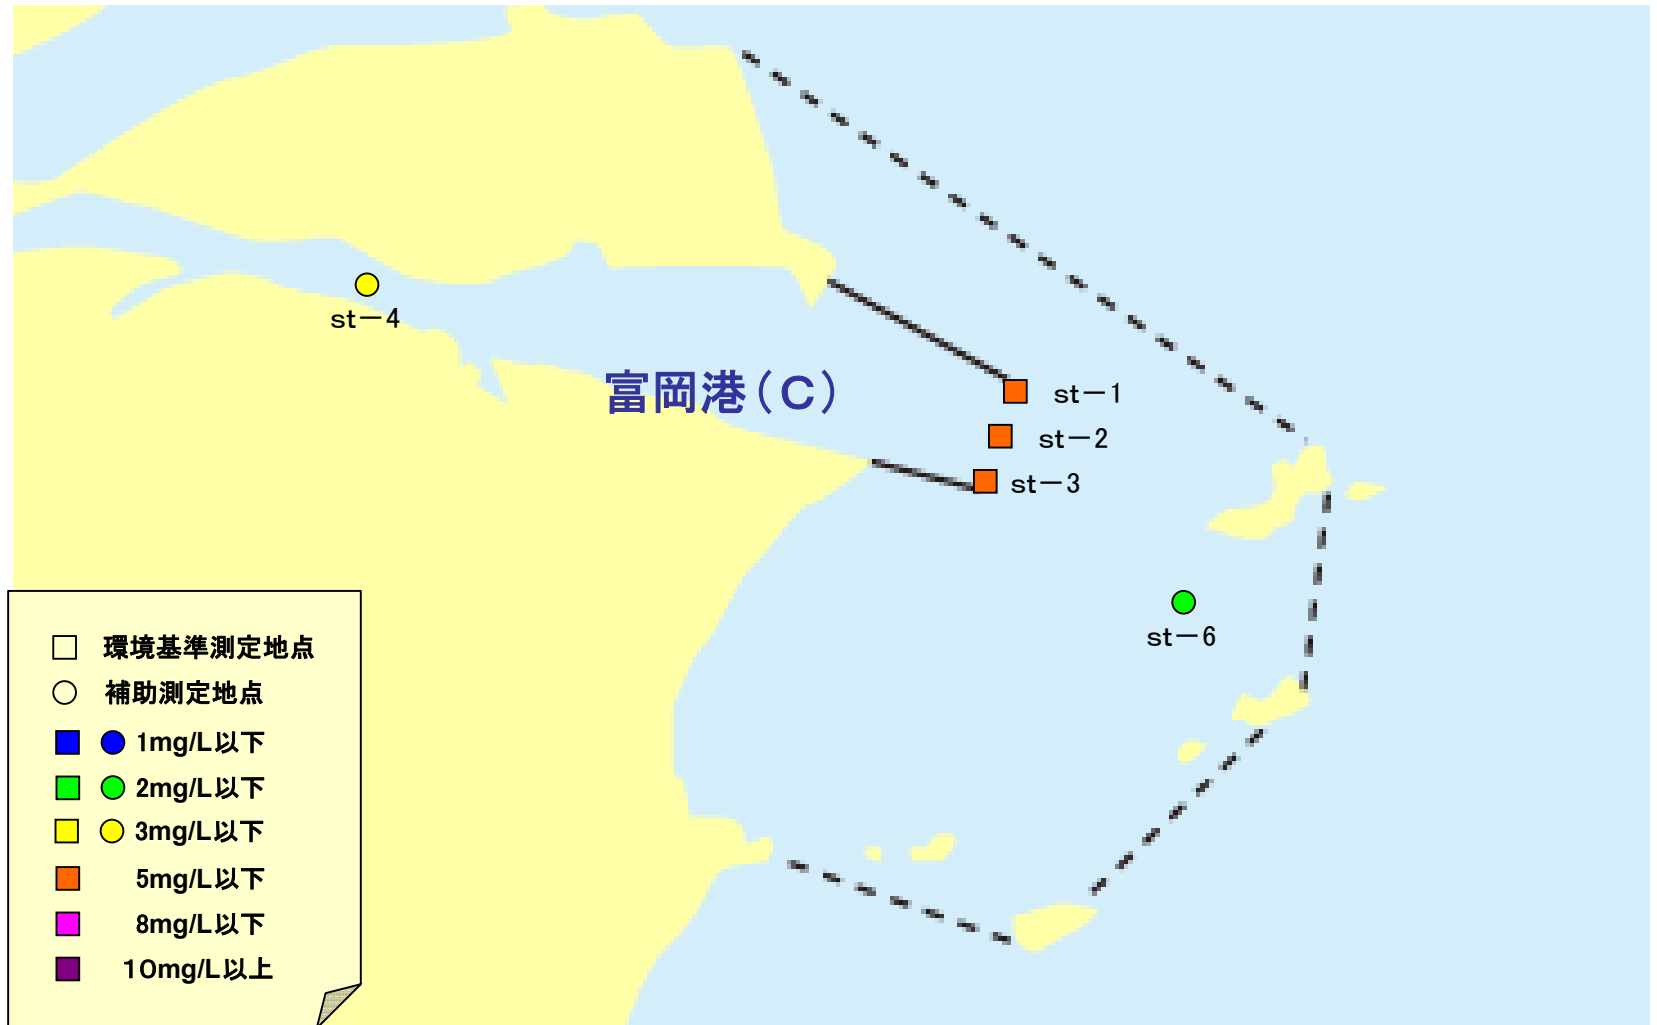 st－4
富岡港（C）
st－1
st－2
st－3
st－6
環境基準測定地点
補助測定地点
1mg/L以下
2mg/L以下
3mg/L以下
5mg/L以下
8mg/L以下
10mg/L以上